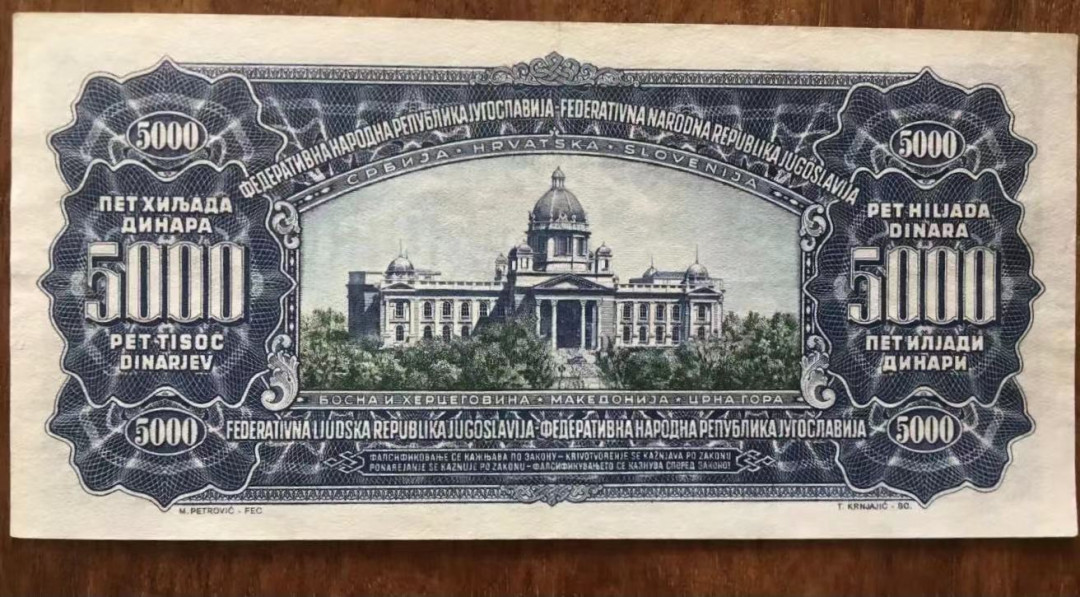 5000
5000
ФЕДЕРАТИВНА НАРОДНА РЕПУБЛИКА ЈУГОСЛАВИЈА-FEDERATIVNA NARODNA REPUBLIKA JUGOSLAVIJA
СРБИЈА • HRVATSKA • SLOVENIJA
ПЕТ ХИЉАДА
ДИНАРА
5000
PET TISOČ
DINARJEV
PET HILJADA
DINARA
5000
ПЕТ ИЛЈАДИ
ДИНАРИ
БОСНА И ХЕРЦЕГОВИНА • МАКЕДОНИЈА • ЦРНА ГОРА
5000
FEDERATIVNA LJUDSKA REPUBLIKA JUGOSLAVIJA-ФЕДЕРАТИВНА НАРОДНА РЕПУБЛИКА ЈУГОСЛАВИЈА
5000
ФАЛСИФИКОВАЊЕ СЕ КАЖЊАВА ПО ЗАКОНУ – KRIVOTVORENJE SE KAŽNJAVA PO ZAKONU
PONAREJANJE SE KAZNUJE PO ZAKONU – ФАЛСИФИКУВАЊЕТО СЕ КАЗНУВА СПОРЕД ЗАКОНОТ
M. PETROVIĆ - FEC.
T. KRNJAJIĆ - SC.